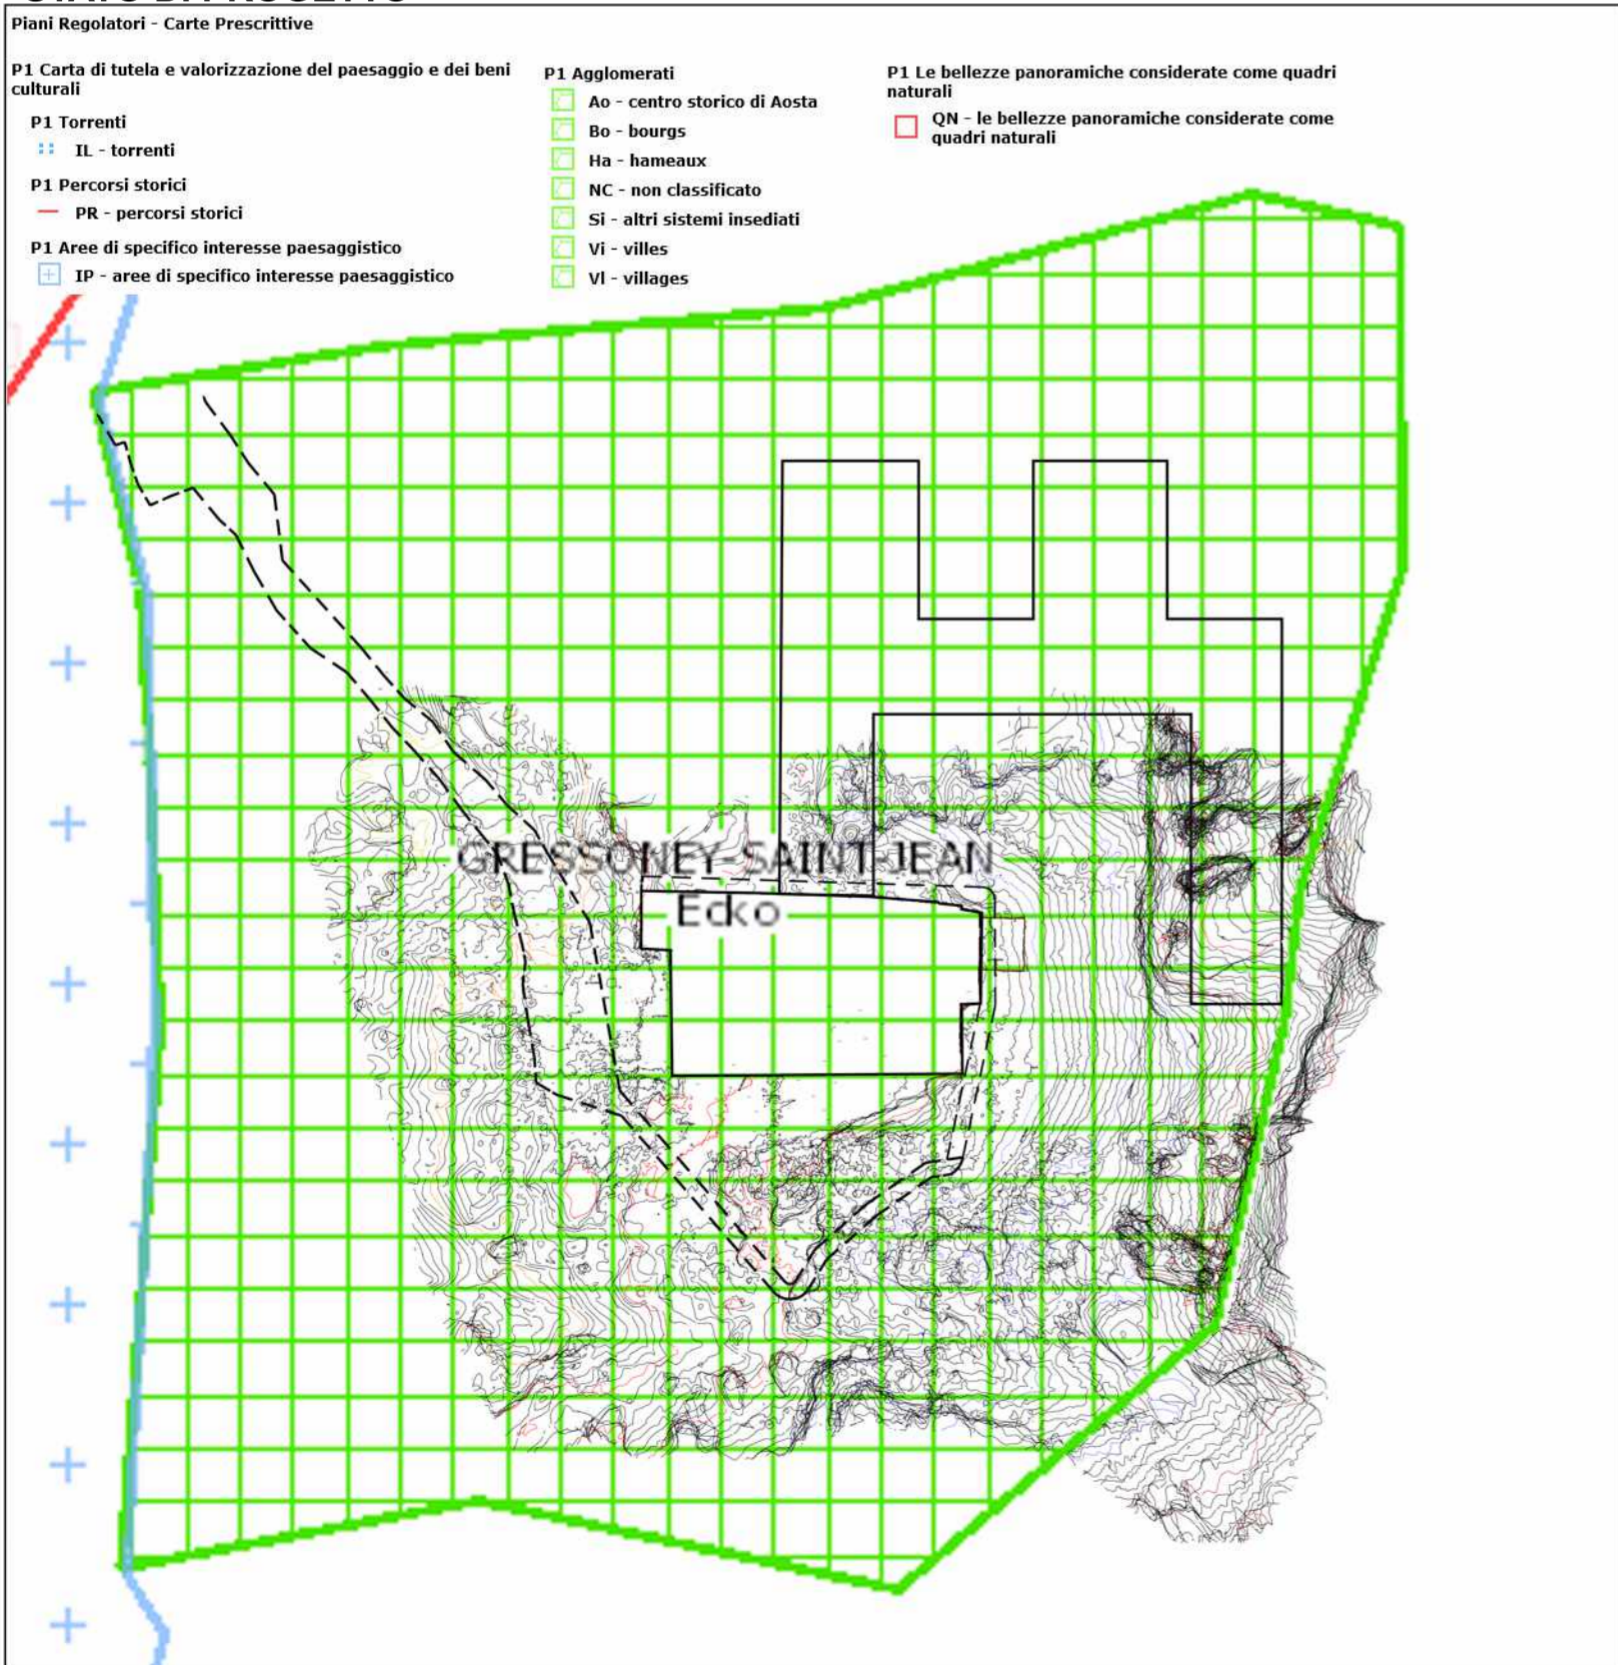 Piani Regolatori - Carte Prescrittive
P1 Carta di tutela e valorizzazione del paesaggio e dei beni
culturali
P1 Torrenti
IL - torrenti
P1 Percorsi storici
PR - percorsi storici
P1 Aree di specifico interesse paesaggistico
IP - aree di specifico interesse paesaggistico
P1 Agglomerati
Ao - centro storico di Aosta
Bo - bourgs
Ha - hameaux
NC - non classificato
Si - altri sistemi insediati
Vi - villes
Vl - villages
P1 Le bellezze panoramiche considerate come quadri
naturali
QN - le bellezze panoramiche considerate come
quadri naturali
GRESSONEY-SAINT-JEAN
Ecko